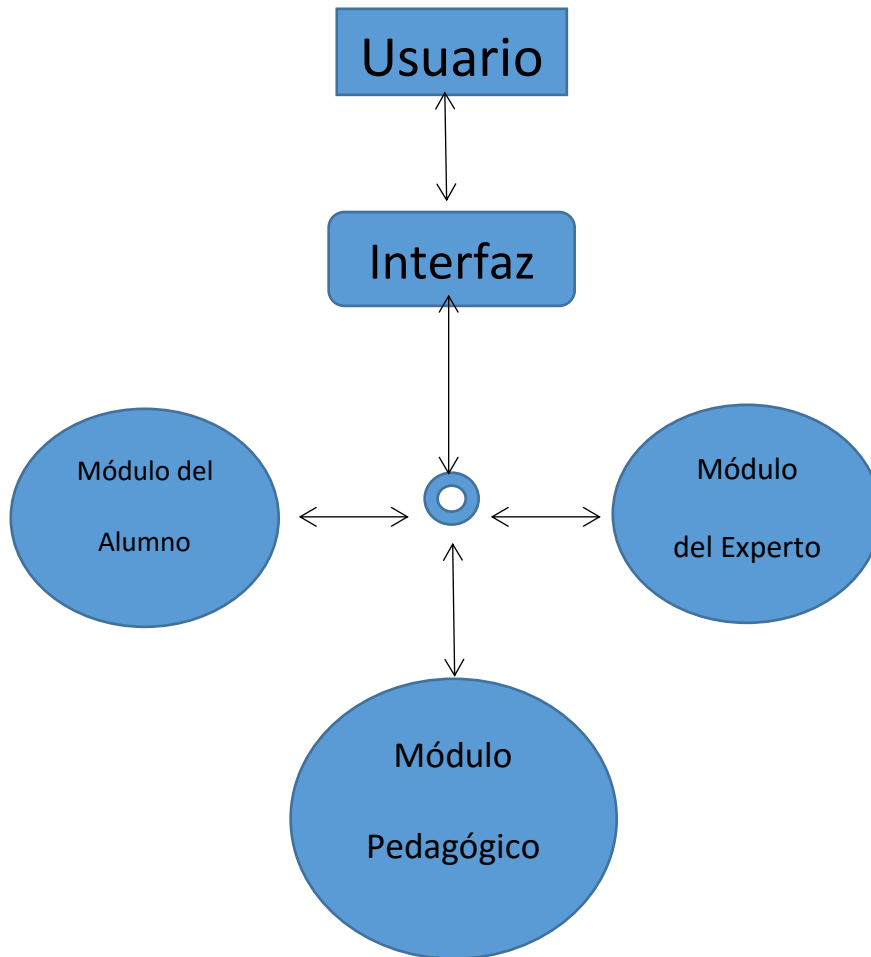 Usuario
Interfaz
Módulo del
Alumno
Módulo
del Experto
Módulo
Pedagógico